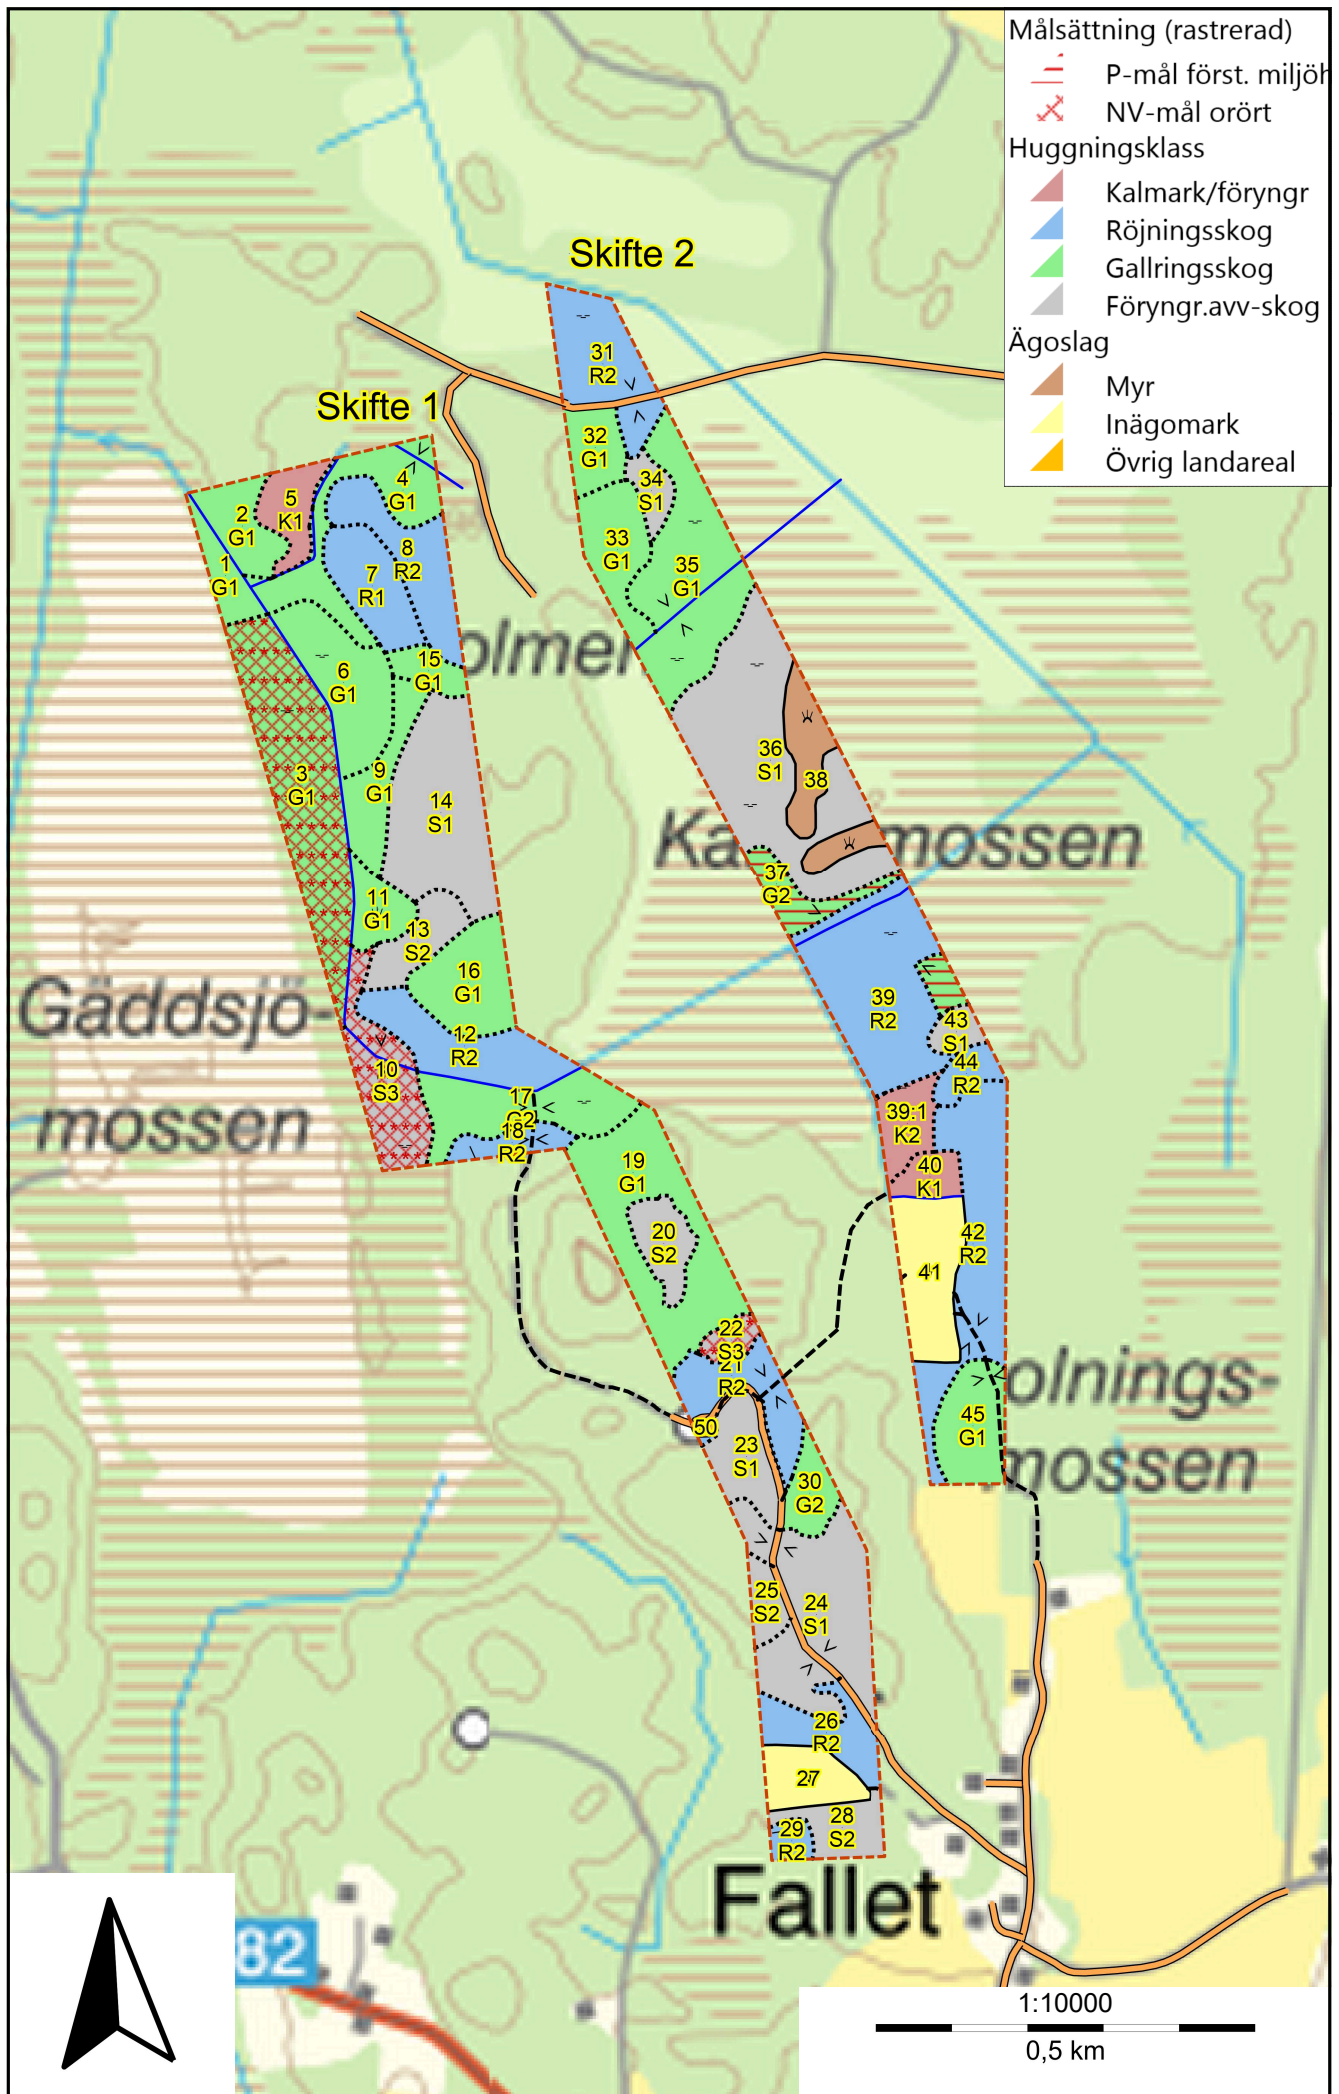 Målsättning (rastrerad)
P-mål först. miljöh
NV-mål orört
Huggningsklass
Kalmark/föryngr
Röjningsskog
Gallringsskog
Föryngr.avv-skog
Ägoslag
Myr
Inägomark
Övrig landareal
Skifte 2
31
R2
Skifte 1
32
G1
4
G1
34
S1
5
K1
2
G1
33
G1
8
R2
1
G1
7
R1
35
G1
olmer
15
G1
6
G1
36
S1
3
G1
9
G1
38
14
S1
Ka
mossen
37
G2
11
G1
13
S2
16
G1
Gäddsjö-
mossen
39
R2
43
S1
12
R2
44
R2
10
S3
17
G2
39:1
K2
18
R2
19
G1
40
K1
20
S2
42
R2
41
22
S3
21
R2
olnings-
mossen
50
45
G1
23
S1
30
G2
25
S2
24
S1
26
R2
27
28
S2
29
R2
Fallet
82
1:10000
0,5 km